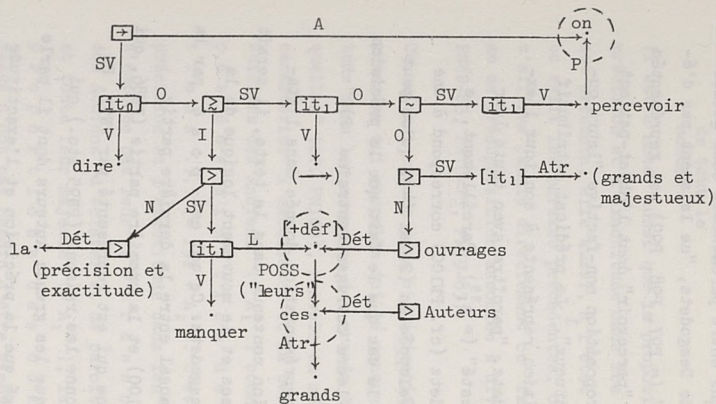 A
on
→
SV
P
it₀ O ≳ SV it₁ O ~ SV it₁ V percevoir
V I V O
dire > (→) > SV [it₁] Atr (grands et
majestueux)
N SV [+déf] N
la Dét > it₁ L Dét > ouvrages
(précision et
exactitude)
V POSS
("leurs")
manquer ces Dét > Auteurs
Atr
grands